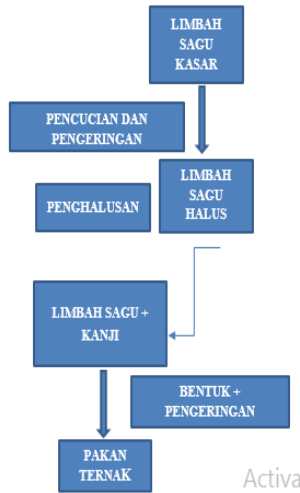 LIMBAH
SAGU
KASAR
PENCUCIAN DAN
PENGERINGAN
LIMBAH
SAGU
HALUS
PENGHALUSAN
LIMBAH SAGU +
KANJI
BENTUK +
PENGERINGAN
PAKAN
TERNAK
Activa